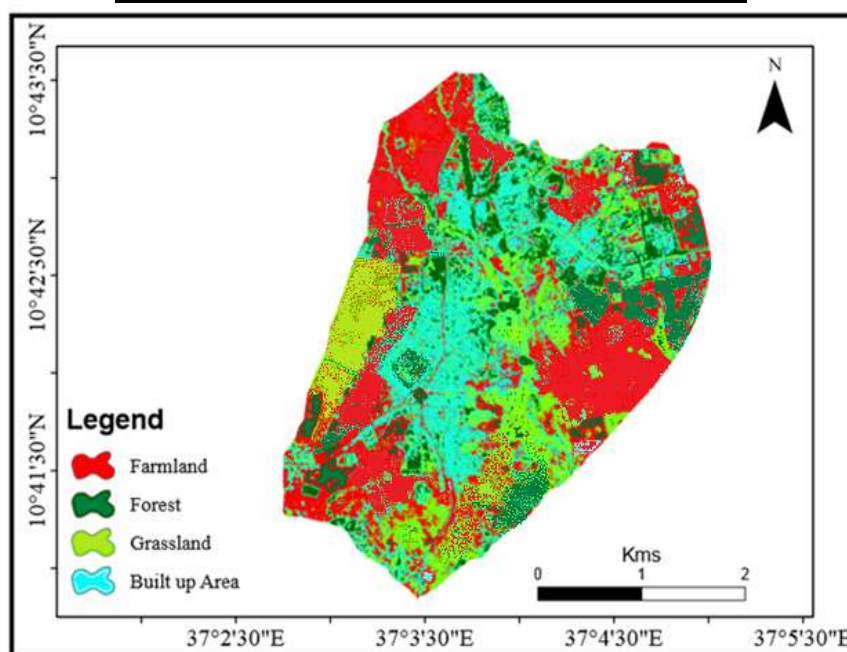 10°43'30"N
10°42'30"N
10°41'30"N
N
Legend
Farmland
Forest
Grassland
Built up Area
Kms
0 1 2
37°2'30"E 37°3'30"E 37°4'30"E 37°5'30"E